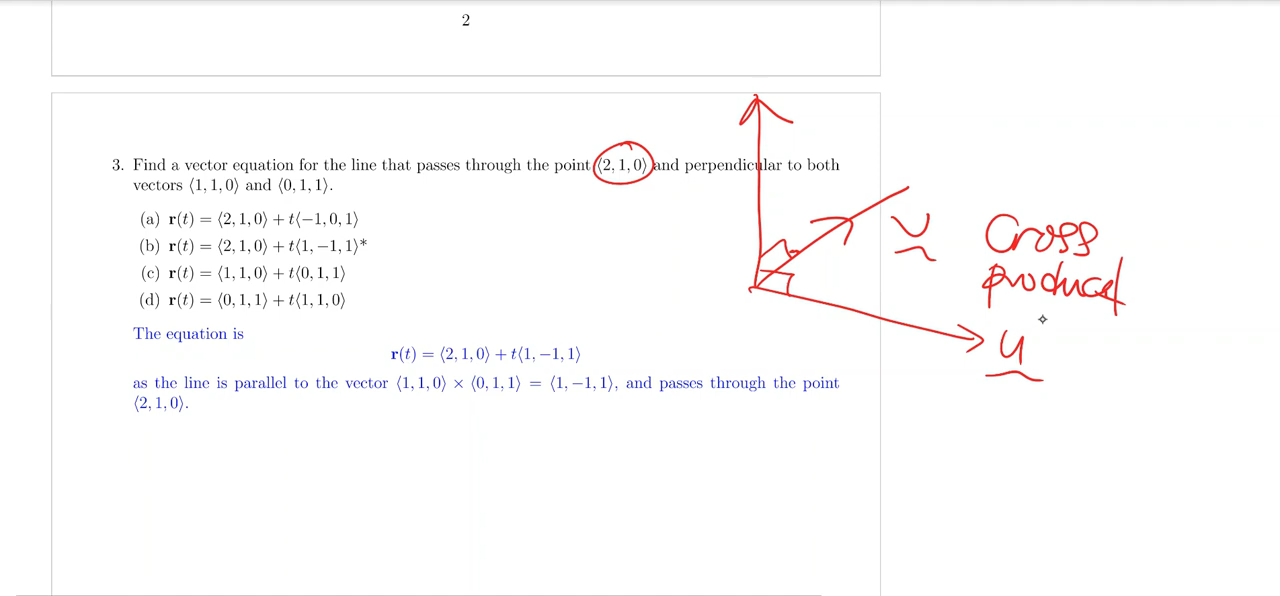 2
3. Find a vector equation for the line that passes through the point ⟨2, 1, 0⟩ and perpendicular to both
vectors ⟨1, 1, 0⟩ and ⟨0, 1, 1⟩.
(a) r(t) = ⟨2, 1, 0⟩ + t⟨−1, 0, 1⟩
(b) r(t) = ⟨2, 1, 0⟩ + t⟨1, −1, 1⟩*
(c) r(t) = ⟨1, 1, 0⟩ + t⟨0, 1, 1⟩
(d) r(t) = ⟨0, 1, 1⟩ + t⟨1, 1, 0⟩
The equation is
r(t) = ⟨2, 1, 0⟩ + t⟨1, −1, 1⟩
as the line is parallel to the vector ⟨1, 1, 0⟩ × ⟨0, 1, 1⟩ = ⟨1, −1, 1⟩, and passes through the point
⟨2, 1, 0⟩.
v
Cross
product
u